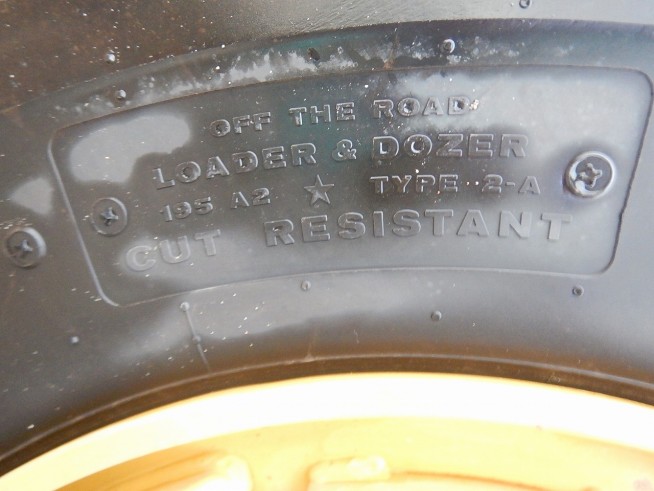 OFF THE ROAD
LOADER & DOZER
195 A2 ★ TYPE 2-A
CUT RESISTANT